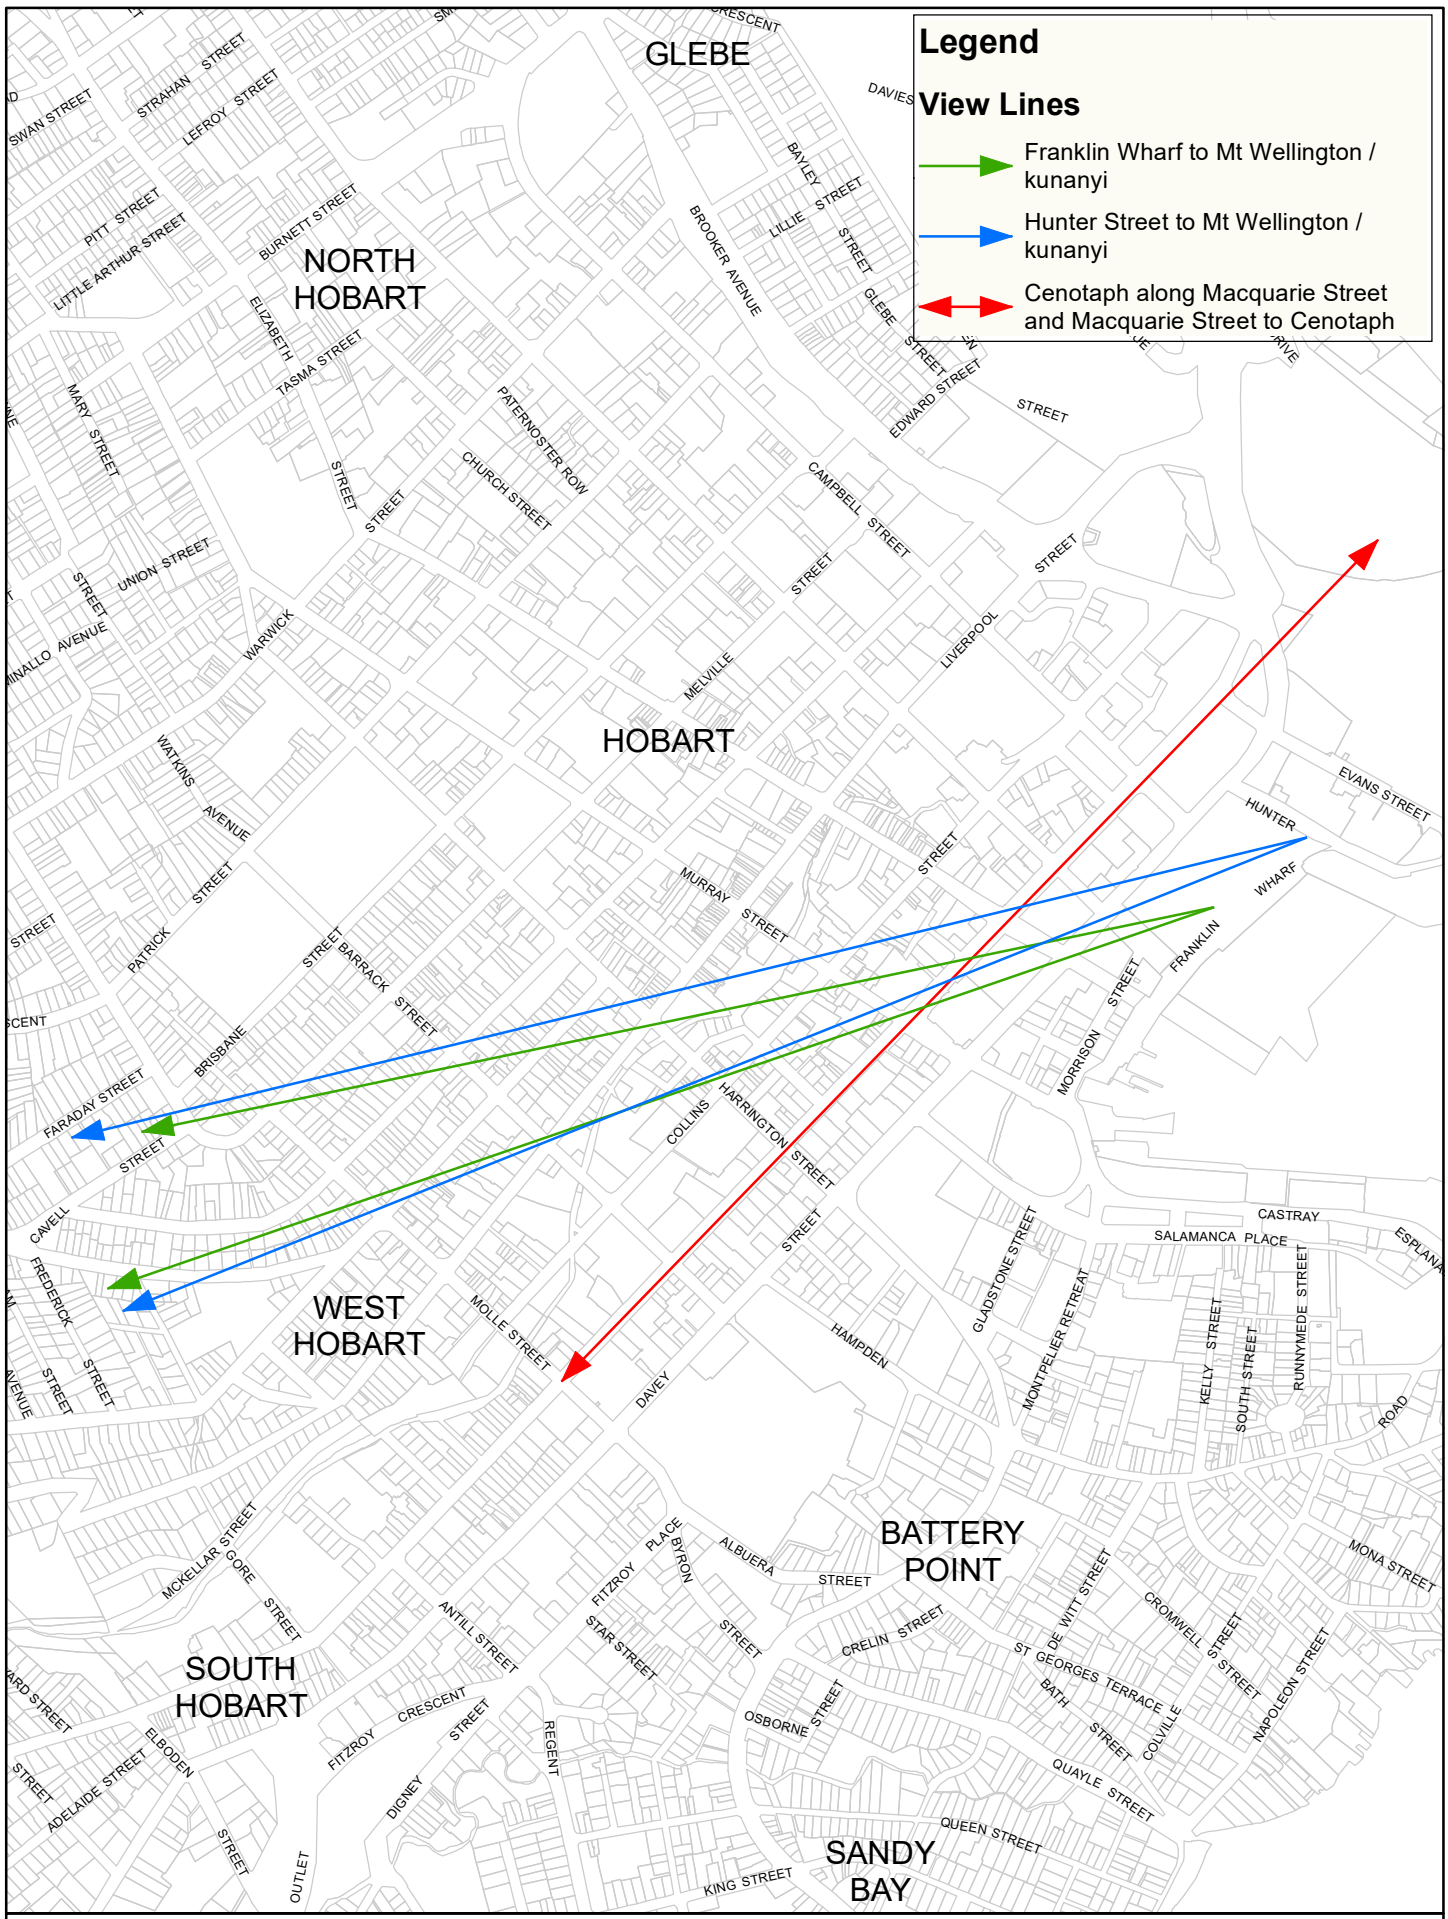 Legend
View Lines
Franklin Wharf to Mt Wellington /
kunanyi
Hunter Street to Mt Wellington /
kunanyi
Cenotaph along Macquarie Street
and Macquarie Street to Cenotaph
CRESCENT
GLEBE
STRAHAN STREET
SWAN STREET
LEFROY STREET
DAVIES
BAYLEY
STREET
LILLIE STREET
PITT STREET
LITTLE ARTHUR STREET
BURNETT STREET
BROOKER AVENUE
NORTH
HOBART
GLEBE
STREET
DRIVE
ELIZABETH
STREET
TASMA STREET
EDWARD STREET
STREET
MARY STREET
STREET
PATERNOSTER ROW
CHURCH STREET
STREET
CAMPBELL STREET
STREET
UNION STREET
STREET
LIVERPOOL
MINALLO AVENUE
WARWICK
MELVILLE
HOBART
WATKINS
AVENUE
EVANS STREET
HUNTER
STREET
WHARF
FRANKLIN
MURRAY STREET
STREET
STREET
PATRICK
STREET
BARRACK STREET
SCENT
BRISBANE
STREET
MORRISON
FARADAY STREET
STREET
COLLINS
HARRINGTON STREET
CAVELL
STREET
CASTRAY
ESPLANA
SALAMANCA PLACE
GLADSTONE STREET
FREDERICK
STREET
AM
STREET
AVENUE
WEST
HOBART
MOLLE STREET
HAMPDEN
MONTPELIER RETREAT
KELLY STREET
SOUTH STREET
RUNNYMEDE STREET
DAVEY
ROAD
MCKELLAR STREET
GORE STREET
FITZROY PLACE
BYRON
STREET
ALBUERA
STREET
BATTERY
POINT
MONA STREET
DE WITT STREET
CROMWELL
STREET
STREET
ANTILL STREET
STAR STREET
CRELIN STREET
ST GEORGES TERRACE
NAPOLEON STREET
SOUTH
HOBART
YARD STREET
BATH
STREET
COLVILLE
FITZROY CRESCENT
STREET
REGENT
OSBORNE
STREET
ELBODEN
STREET
STREET
ADELAIDE STREET
DIGNEY
QUAYLE STREET
QUEEN STREET
SANDY
BAY
OUTLET
KING STREET